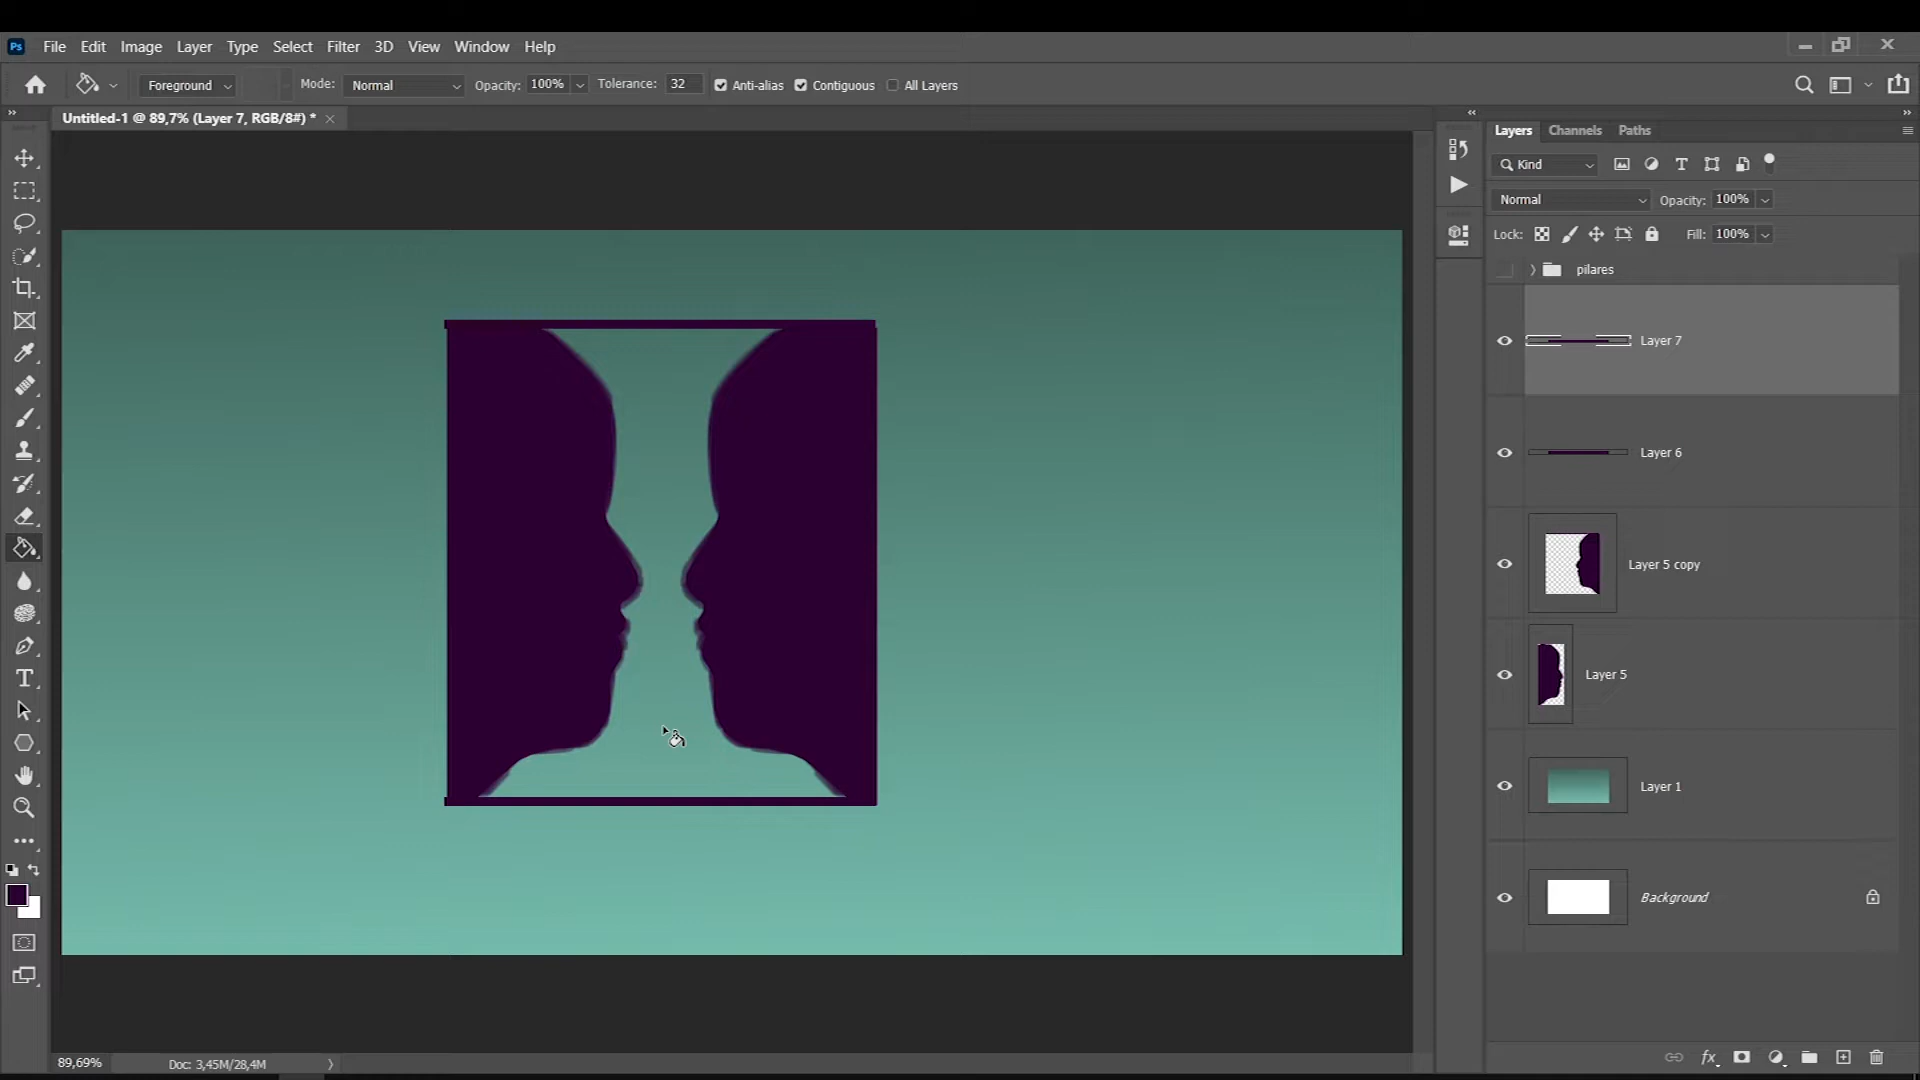 Ps File Edit Image Layer Type Select Filter 3D View Window Help
Foreground Mode: Normal Opacity: 100% Tolerance: 32 Anti-alias Contiguous All Layers
Untitled-1 @ 89,7% (Layer 7, RGB/8#) *
Layers Channels Paths
Kind
Normal Opacity: 100%
Lock: Fill: 100%
pilares
Layer 7
Layer 6
Layer 5 copy
Layer 5
Layer 1
Background
89,69% Doc: 3,45M/28,4M
fx